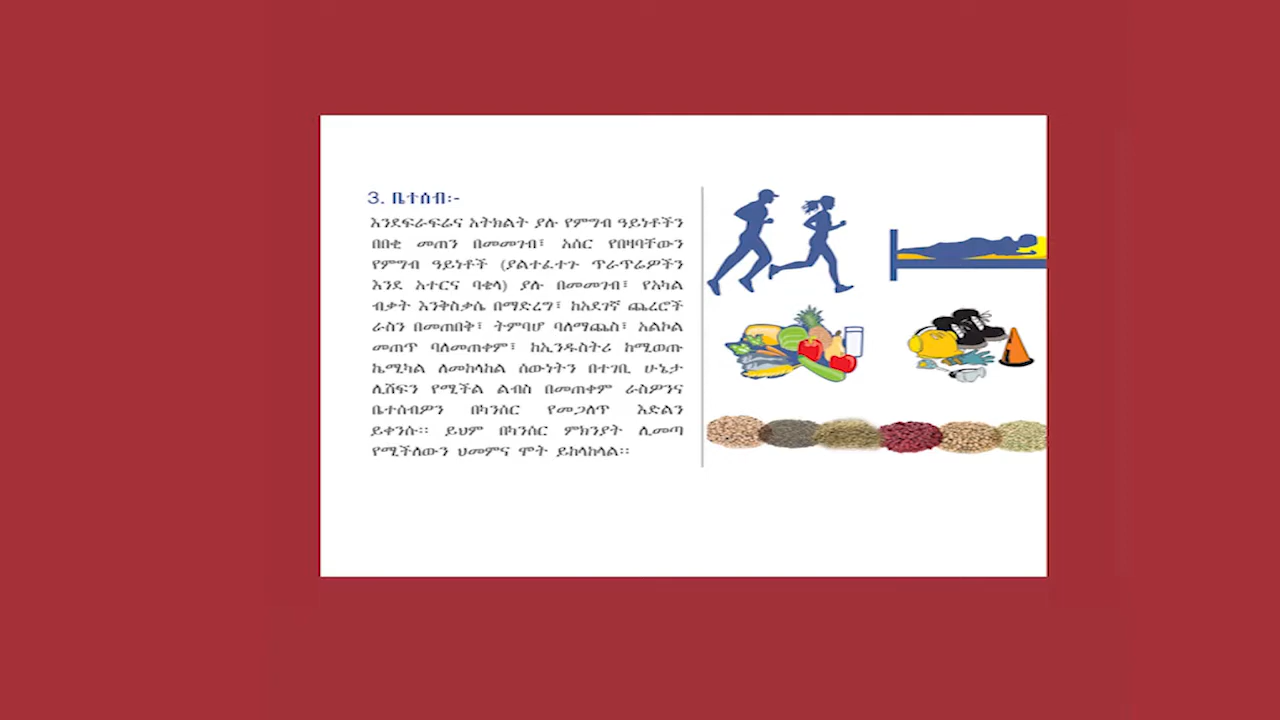 3. ቤተሰብ፡-
እንደፍራፍሬና አትክልት ያሉ የምግብ ዓይነቶችን
በበቂ መጠን በመመገብ፣ አሰር የበዛባቸውን
የምግብ ዓይነቶች (ያልተፈተጉ ጥራጥሬዎችን
እንደ አተርና ባቄላ) ያሉ በመመገብ፣ የአካል
ብቃት እንቅስቃሴ በማድረግ፣ ከአደገኛ ጨረሮች
ራስን በመጠበቅ፣ ትምባሆ ባለማጨስ፣ አልኮል
መጠጥ ባለመጠቀም፣ ከኢንዱስትሪ ከሚወጡ
ኬሚካል ለመከላከል ሰውነትን በተገቢ ሁኔታ
ሊሸፍን የሚችል ልብስ በመጠቀም ራስዎንና
ቤተሰብዎን በካንሰር የመጋለጥ እድልን
ይቀንሱ፡፡ ይህም በካንሰር ምክንያት ሊመጣ
የሚችለውን ህመምና ሞት ይከላከላል፡፡